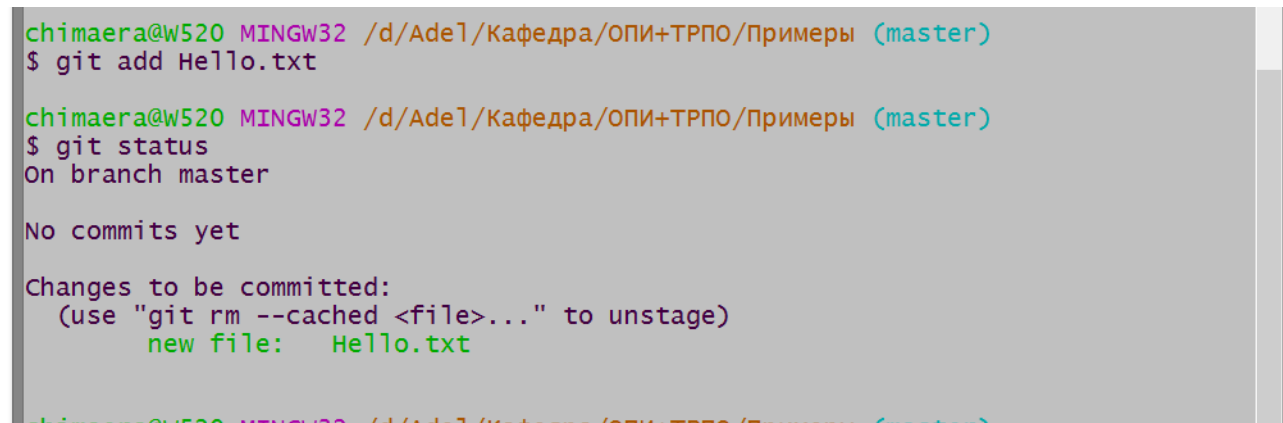 chimaera@W520 MINGW32 /d/Adel/Кафедра/ОПИ+ТРПО/Примеры (master)
$ git add Hello.txt
chimaera@W520 MINGW32 /d/Adel/Кафедра/ОПИ+ТРПО/Примеры (master)
$ git status
On branch master
No commits yet
Changes to be committed:
(use "git rm --cached <file>..." to unstage)
new file: Hello.txt